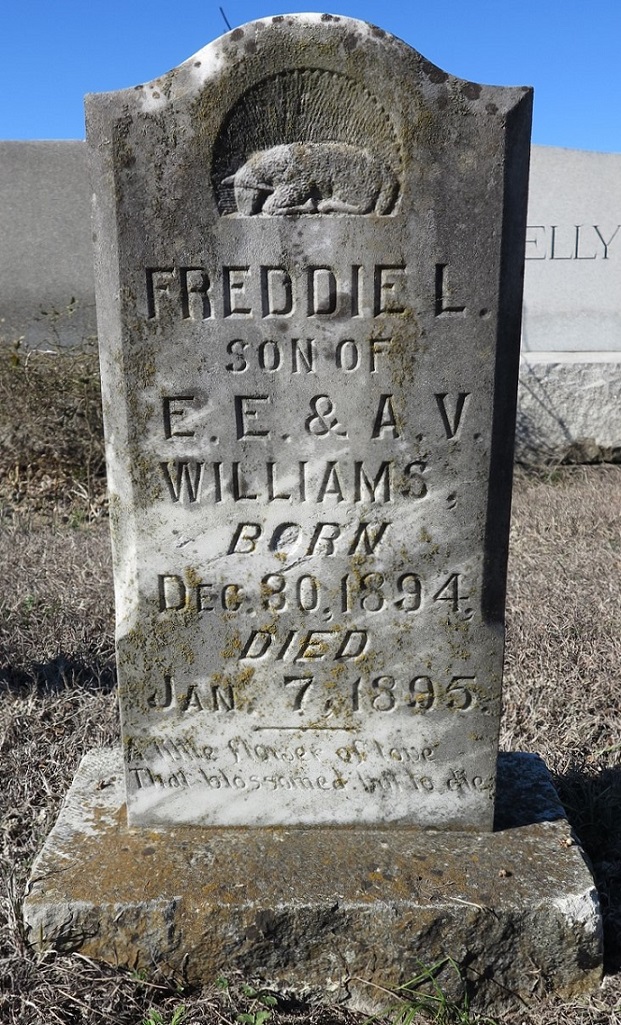 FREDDIE L.
SON OF
E. E. & A. V.
WILLIAMS,
BORN
DEC. 30, 1894,
DIED
JAN. 7, 1895.
A little flower of love
That blossomed but to die
ELLY